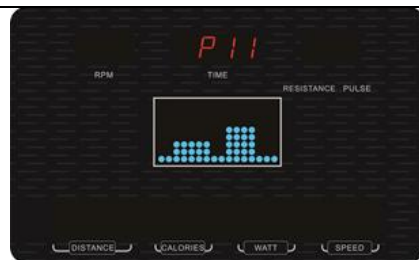 P11
RPM
TIME
RESISTANCE PULSE
DISTANCE CALORIES WATT SPEED